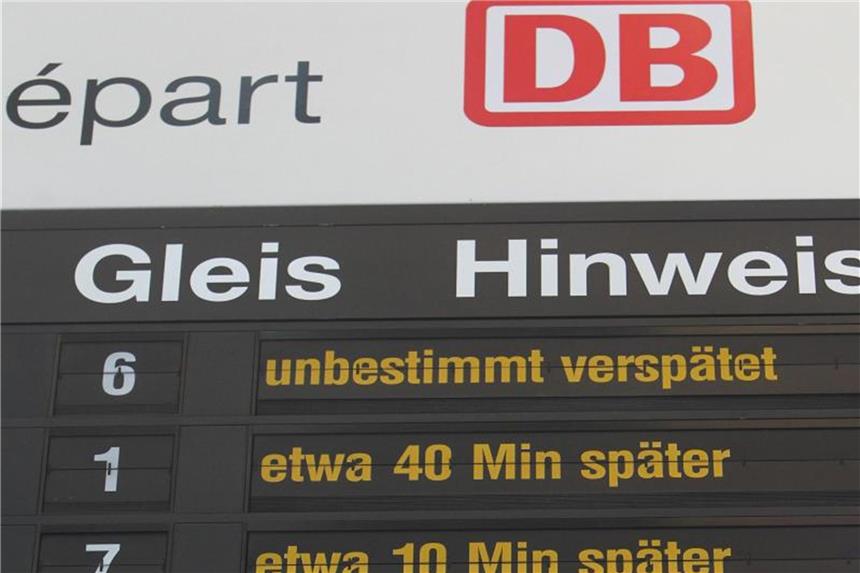 épart DB
Gleis Hinweis
6 unbestimmt verspätet
1 etwa 40 Min später
7 etwa 10 Min später